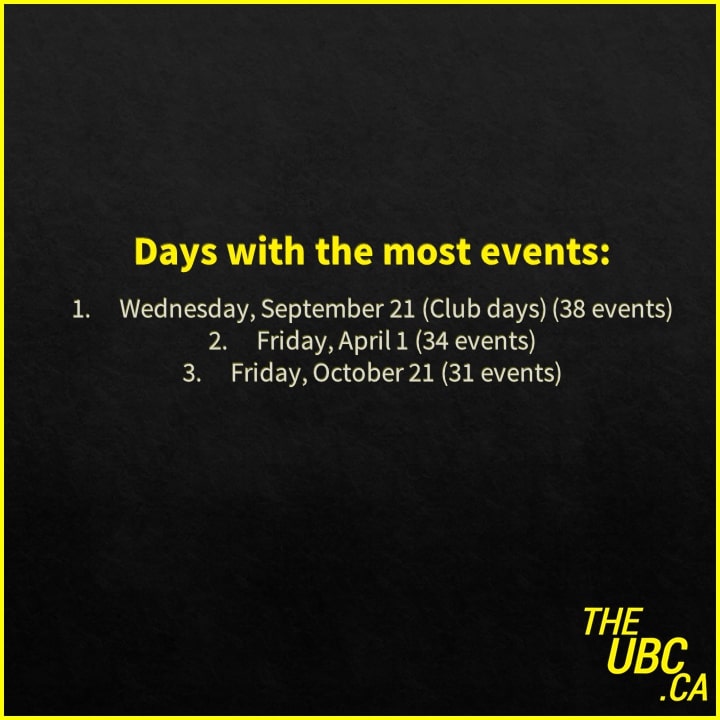 Days with the most events:
1. Wednesday, September 21 (Club days) (38 events)
2. Friday, April 1 (34 events)
3. Friday, October 21 (31 events)
THE
UBC
.CA